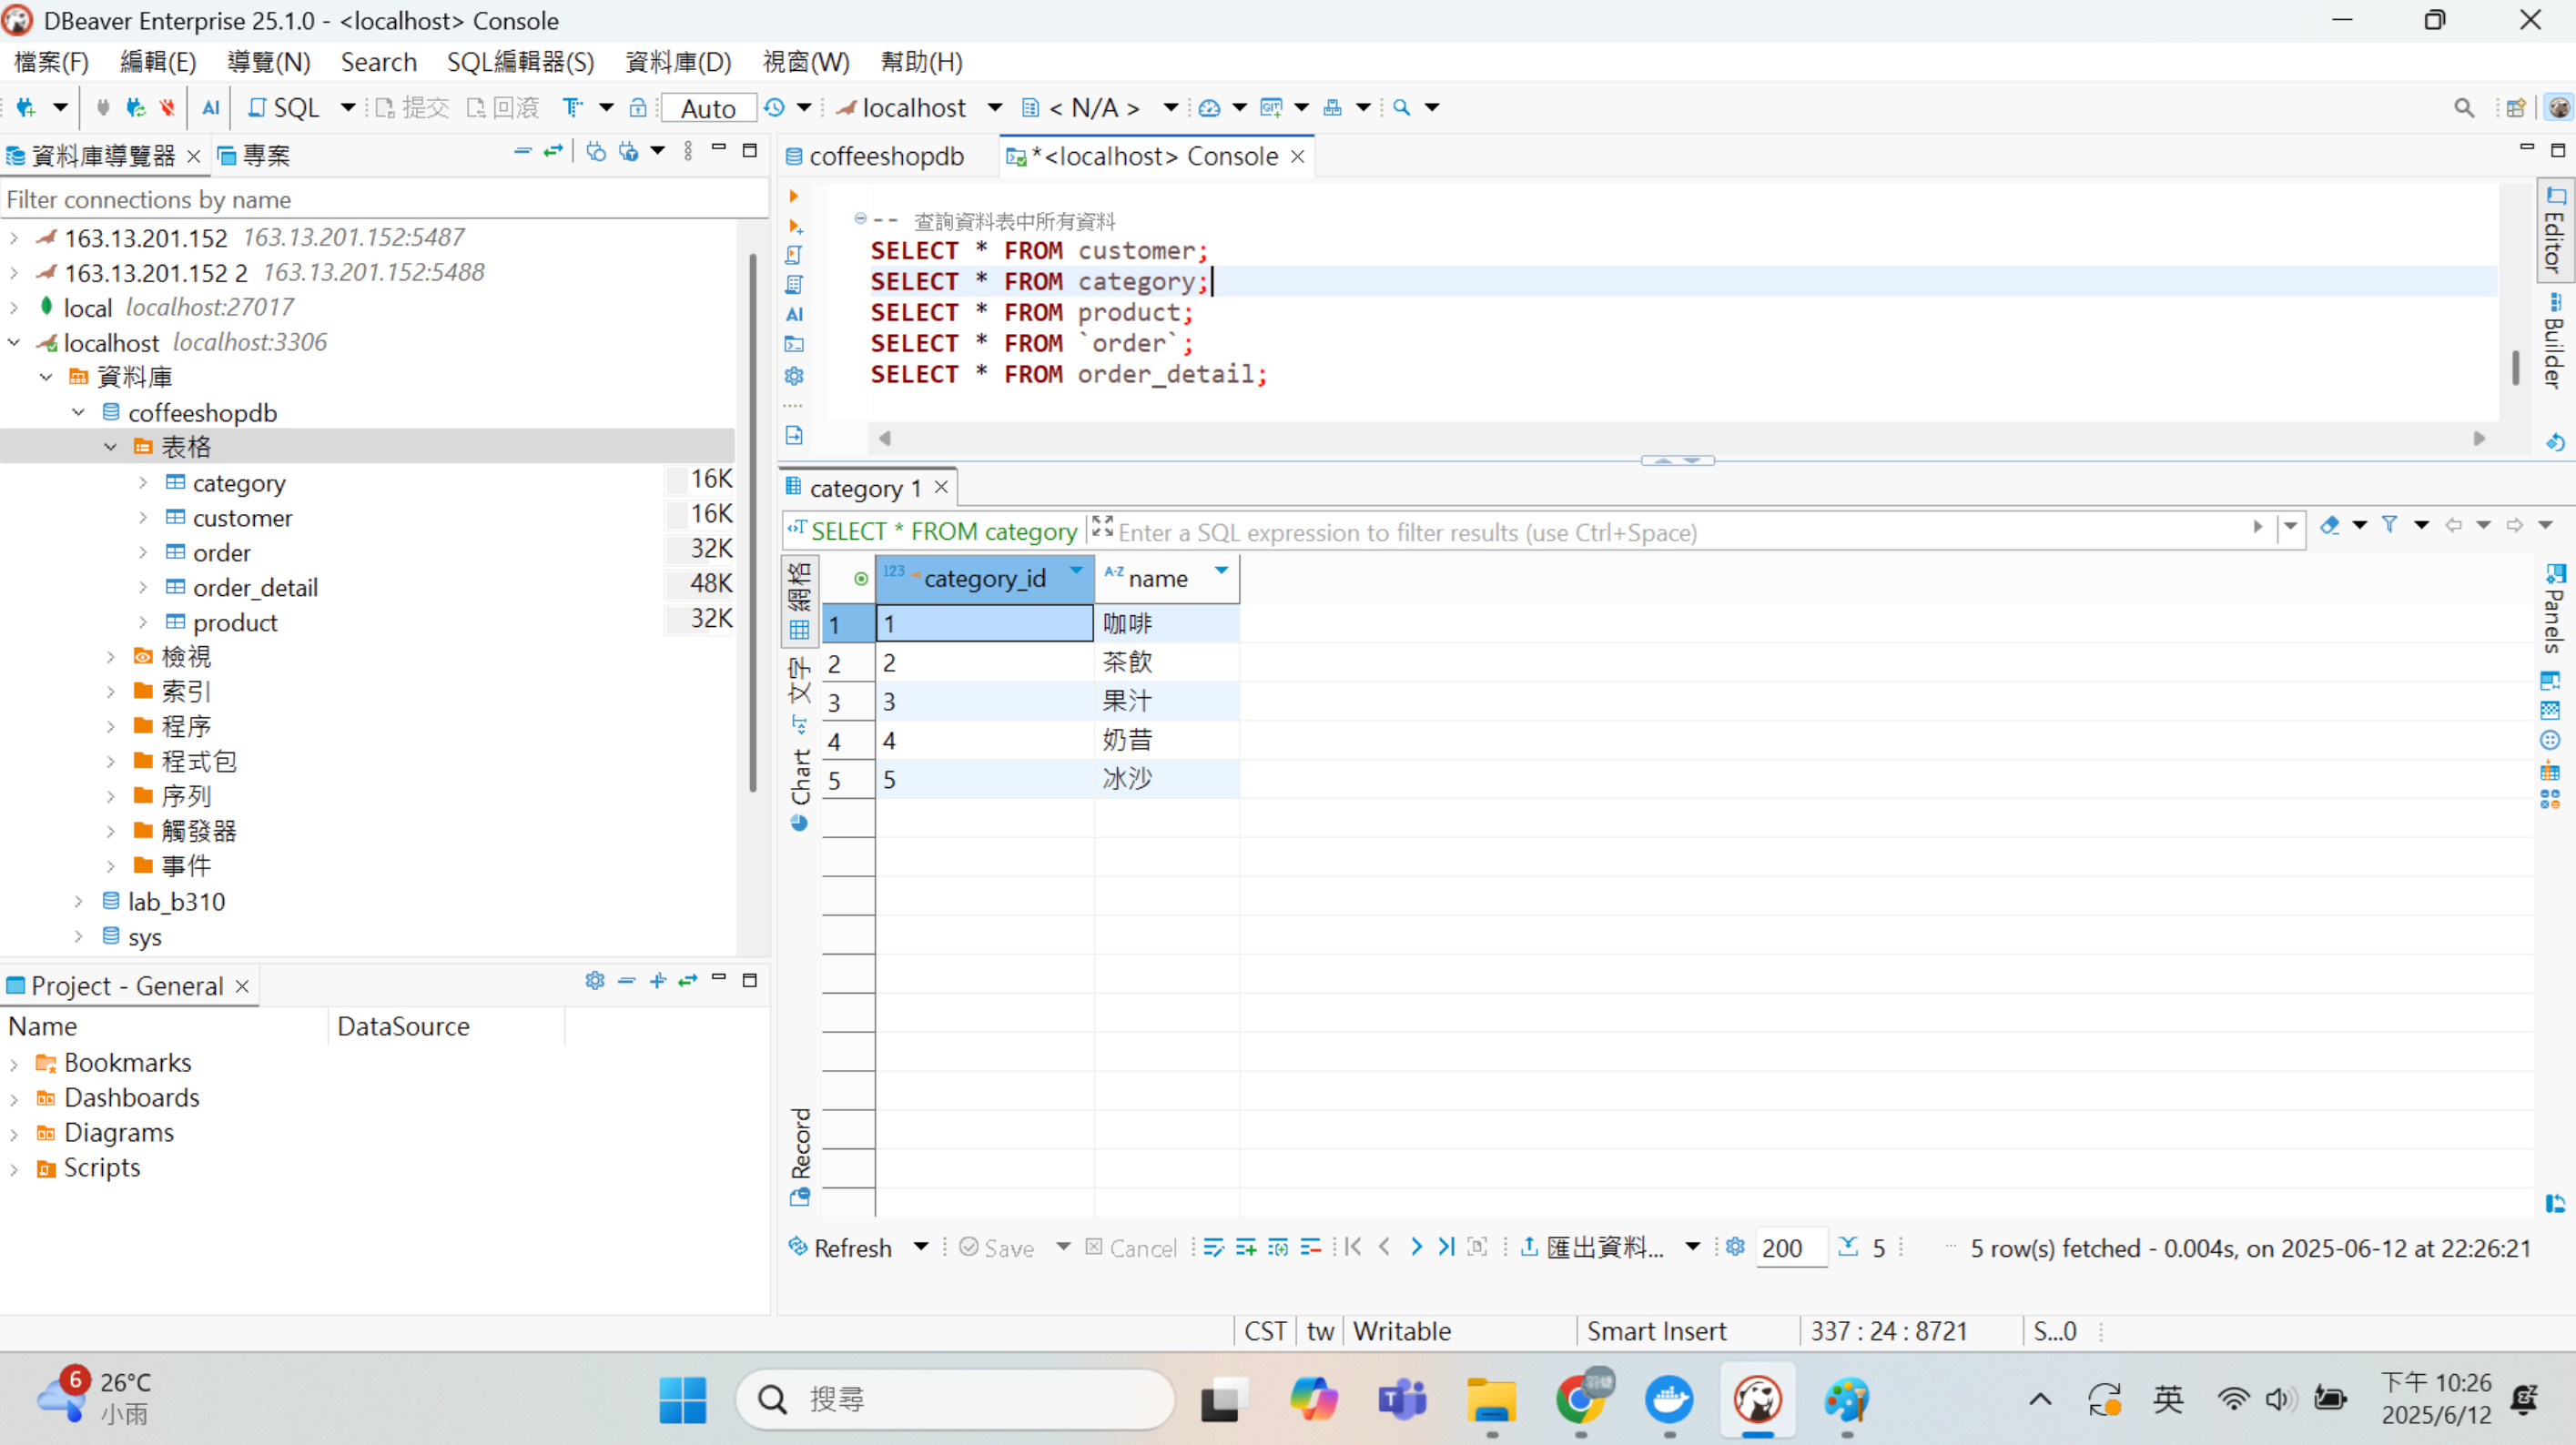 DBeaver Enterprise 25.1.0 - <localhost> Console
檔案(F) 編輯(E) 導覽(N) Search SQL編輯器(S) 資料庫(D) 視窗(W) 幫助(H)
AI SQL 提交 回滾 Auto localhost < N/A >
資料庫導覽器 專案
Filter connections by name
163.13.201.152 163.13.201.152:5487
163.13.201.152 2 163.13.201.152:5488
local localhost:27017
localhost localhost:3306
資料庫
coffeeshopdb
表格
category 16K
customer 16K
order 32K
order_detail 48K
product 32K
檢視
索引
程序
程式包
序列
觸發器
事件
lab_b310
sys
Project - General
Name DataSource
Bookmarks
Dashboards
Diagrams
Scripts
coffeeshopdb *<localhost> Console
-- 查詢資料表中所有資料
SELECT * FROM customer;
SELECT * FROM category;
SELECT * FROM product;
SELECT * FROM `order`;
SELECT * FROM order_detail;
AI
Editor
Builder
category 1
SELECT * FROM category Enter a SQL expression to filter results (use Ctrl+Space)
網格
文字
Chart
Record
123 category_id A-Z name
1 1 咖啡
2 2 茶飲
3 3 果汁
4 4 奶昔
5 5 冰沙
Panels
Refresh Save Cancel 匯出資料... 200 5 5 row(s) fetched - 0.004s, on 2025-06-12 at 22:26:21
CST tw Writable Smart Insert 337 : 24 : 8721 S...0
6 26°C
小雨
搜尋
英
下午 10:26
2025/6/12